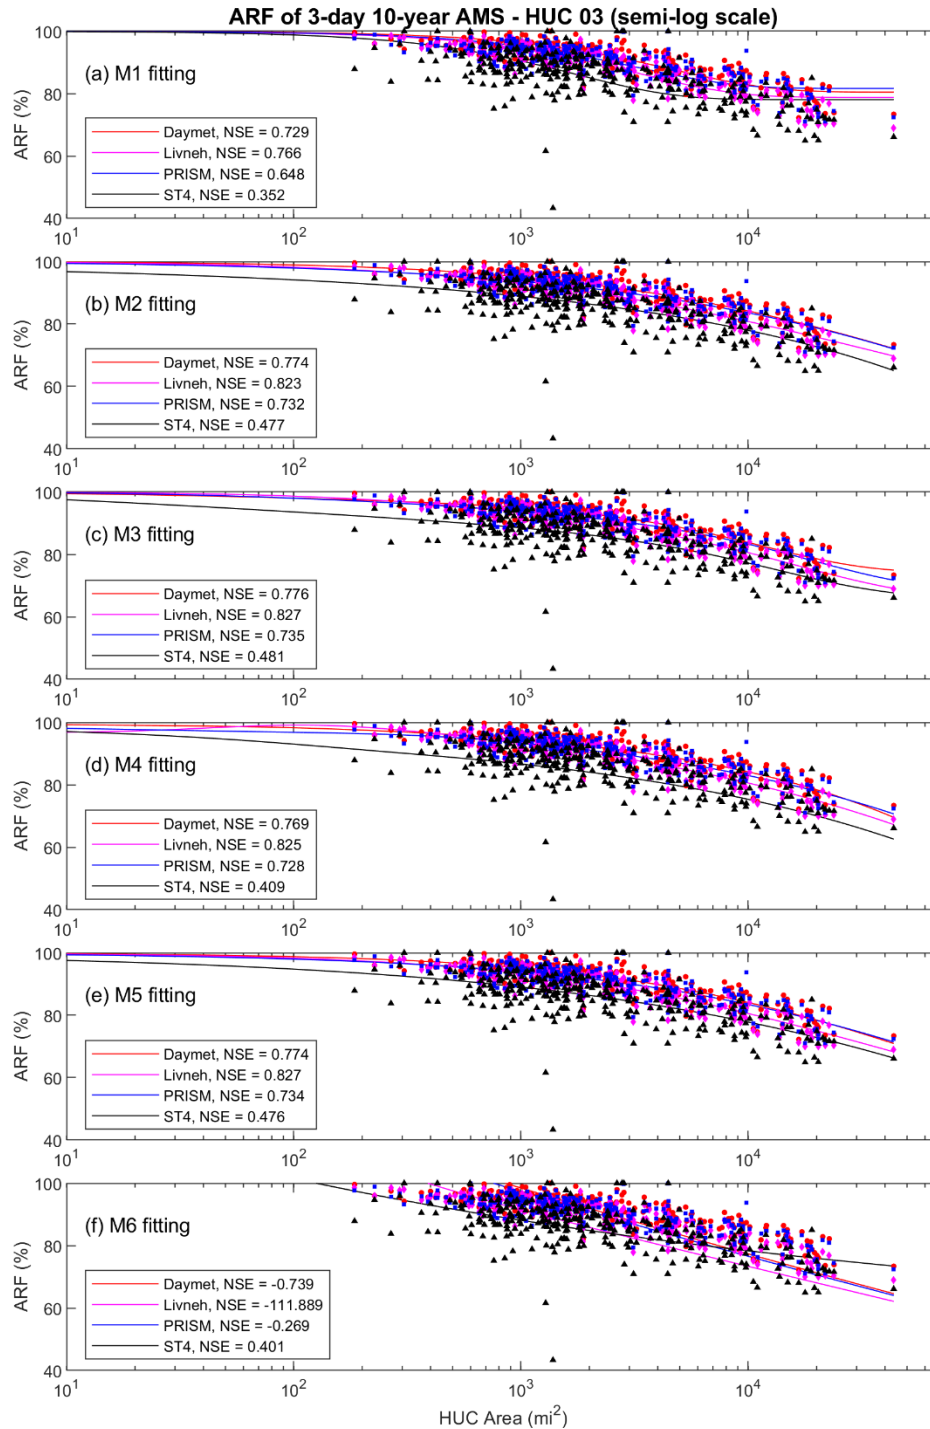 ARF of 3-day 10-year AMS - HUC 03 (semi-log scale)
100
80
60
40
ARF (%)
(a) M1 fitting
Daymet, NSE = 0.729
Livneh, NSE = 0.766
PRISM, NSE = 0.648
ST4, NSE = 0.352
10^1
10^2
10^3
10^4
100
80
60
40
ARF (%)
(b) M2 fitting
Daymet, NSE = 0.774
Livneh, NSE = 0.823
PRISM, NSE = 0.732
ST4, NSE = 0.477
10^1
10^2
10^3
10^4
100
80
60
40
ARF (%)
(c) M3 fitting
Daymet, NSE = 0.776
Livneh, NSE = 0.827
PRISM, NSE = 0.735
ST4, NSE = 0.481
10^1
10^2
10^3
10^4
100
80
60
40
ARF (%)
(d) M4 fitting
Daymet, NSE = 0.769
Livneh, NSE = 0.825
PRISM, NSE = 0.728
ST4, NSE = 0.409
10^1
10^2
10^3
10^4
100
80
60
40
ARF (%)
(e) M5 fitting
Daymet, NSE = 0.774
Livneh, NSE = 0.827
PRISM, NSE = 0.734
ST4, NSE = 0.476
10^1
10^2
10^3
10^4
100
80
60
40
ARF (%)
(f) M6 fitting
Daymet, NSE = -0.739
Livneh, NSE = -111.889
PRISM, NSE = -0.269
ST4, NSE = 0.401
10^1
10^2
10^3
10^4
HUC Area (mi^2)